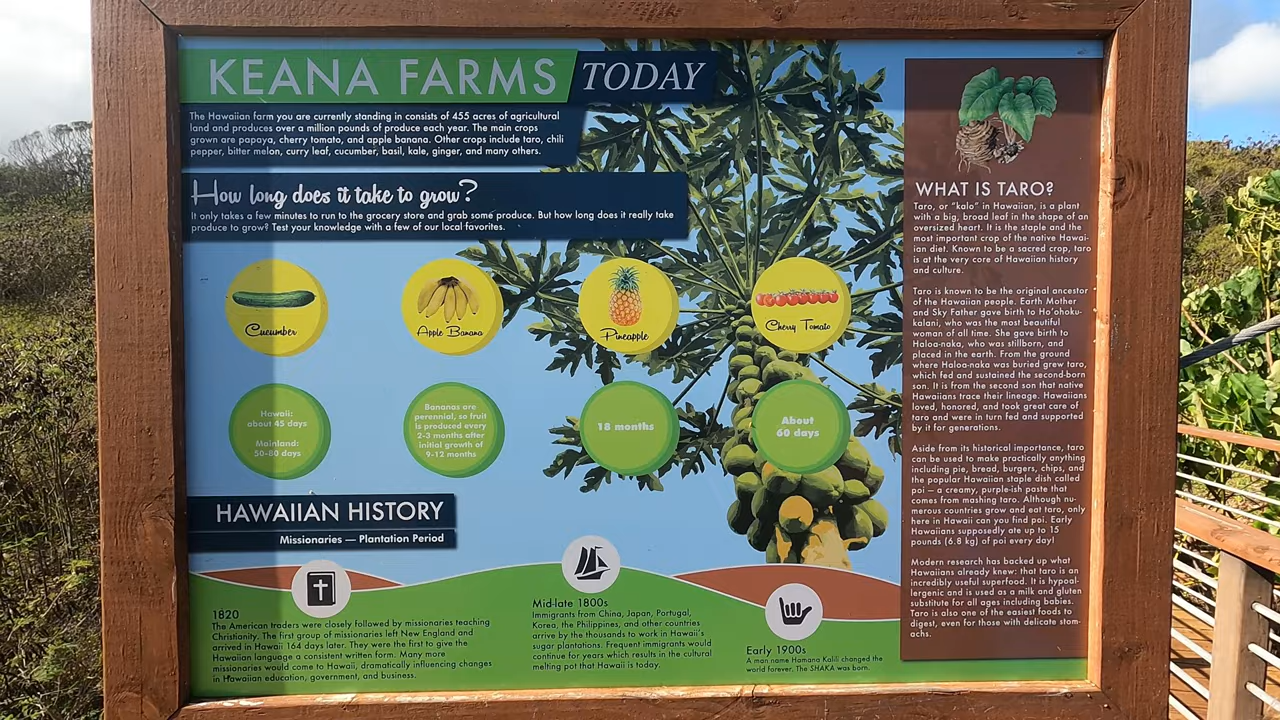 KEANA FARMS TODAY
The Hawaiian farm you are currently standing in consists of 455 acres of agricultural
land and produces over a million pounds of produce each year. The main crops
grown are papaya, cherry tomato, and apple banana. Other crops include taro, chili
pepper, bitter melon, curry leaf, cucumber, basil, kale, ginger, and many others.
How long does it take to grow?
It only takes a few minutes to run to the grocery store and grab some produce. But how long does it really take
produce to grow? Test your knowledge with a few of our local favorites.
Cucumber
Apple Banana
Pineapple
Cherry Tomato
Hawaii:
about 45 days
Mainland:
50-80 days
Bananas are
perennial, so fruit
is produced every
2-3 months after
initial growth of
9-12 months
18 months
About
60 days
HAWAIIAN HISTORY
Missionaries — Plantation Period
1820
The American traders were closely followed by missionaries teaching
Christianity. The first group of missionaries left New England and
arrived in Hawaii 164 days later. They were the first to give the
Hawaiian language a consistent written form. Many more
missionaries would come to Hawaii, dramatically influencing changes
in Hawaiian education, government, and business.
Mid-late 1800s
Immigrants from China, Japan, Portugal,
Korea, the Philippines, and other countries
arrive by the thousands to work in Hawaii's
sugar plantations. Frequent immigrants would
continue for years which results in the cultural
melting pot that Hawaii is today.
Early 1900s
A man name Hamana Kalili changed the
world forever. The SHAKA was born.
WHAT IS TARO?
Taro, or "kalo" in Hawaiian, is a plant
with a big, broad leaf in the shape of an
oversized heart. It is the staple and the
most important crop of the native Hawai-
ian diet. Known to be a sacred crop, taro
is at the very core of Hawaiian history
and culture.
Taro is known to be the original ancestor
of the Hawaiian people. Earth Mother
and Sky Father gave birth to Ho'ohoku-
kalani, who was the most beautiful
woman of all time. She gave birth to
Haloa-naka, who was stillborn, and
placed in the earth. From the ground
where Haloa-naka was buried grew taro,
which fed and sustained the second-born
son. It is from the second son that native
Hawaiians trace their lineage. Hawaiians
loved, honored, and took great care of
taro and were in turn fed and supported
by it for generations.
Aside from its historical importance, taro
can be used to make practically anything
including pie, bread, burgers, chips, and
the popular Hawaiian staple dish called
poi — a creamy, purple-ish paste that
comes from mashing taro. Although nu-
merous countries grow and eat taro, only
here in Hawaii can you find poi. Early
Hawaiians supposedly ate up to 15
pounds (6.8 kg) of poi every day!
Modern research has backed up what
Hawaiians already knew: that taro is an
incredibly useful superfood. It is hypoal-
lergenic and is used as a milk and gluten
substitute for all ages including babies.
Taro is also one of the easiest foods to
digest, even for those with delicate stom-
achs.